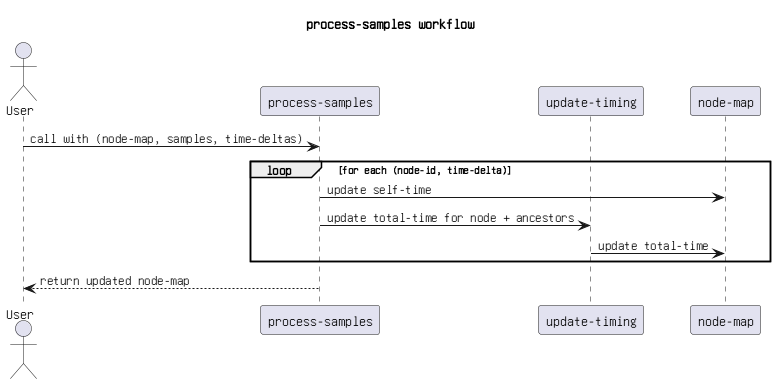 process-samples workflow
User
process-samples
update-timing
node-map
call with (node-map, samples, time-deltas)
loop
[for each (node-id, time-delta)]
update self-time
update total-time for node + ancestors
update total-time
return updated node-map
User
process-samples
update-timing
node-map